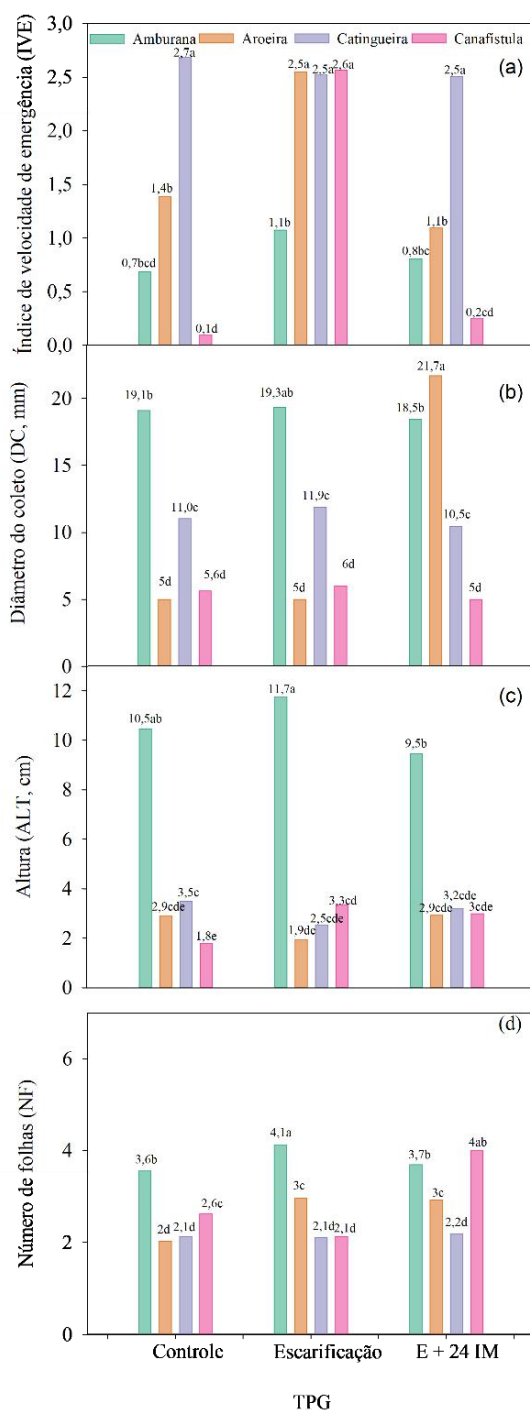 3,0
Amburana Aroeira Catingueira Canafístula
Índice de velocidade de emergência (IVE)
(a)
2,7a
2,5a 2,5a 2,6a
2,5a
2,5
2,0
1,5
1,4b
1,1b
1,1b
1,0
0,7bcd
0,8bc
0,5
0,1d
0,2cd
0,0
Diâmetro do coleto (DC, mm)
(b)
21,7a
20
19,1b
19,3ab
18,5b
15
11,0c
11,9c
10,5c
10
5d
5,6d
5d
6d
5d
5
0
Altura (ALT, cm)
(c)
12
11,7a
10,5ab
9,5b
10
8
6
4
2,9cde
3,5c
1,8e
1,9de
2,5cde
3,3cd
2,9cde
3,2cde
3cde
2
0
Número de folhas (NF)
(d)
6
4
3,6b
4,1a
3,7b
4ab
2d
2,1d
2,6c
3c
2,1d
2,1d
3c
2,2d
2
0
Controle Escarificação E + 24 IM
TPG